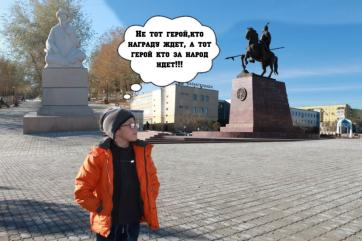 Не тот герой,кто
награду ждет, а тот
герой кто за народ
идет!!!